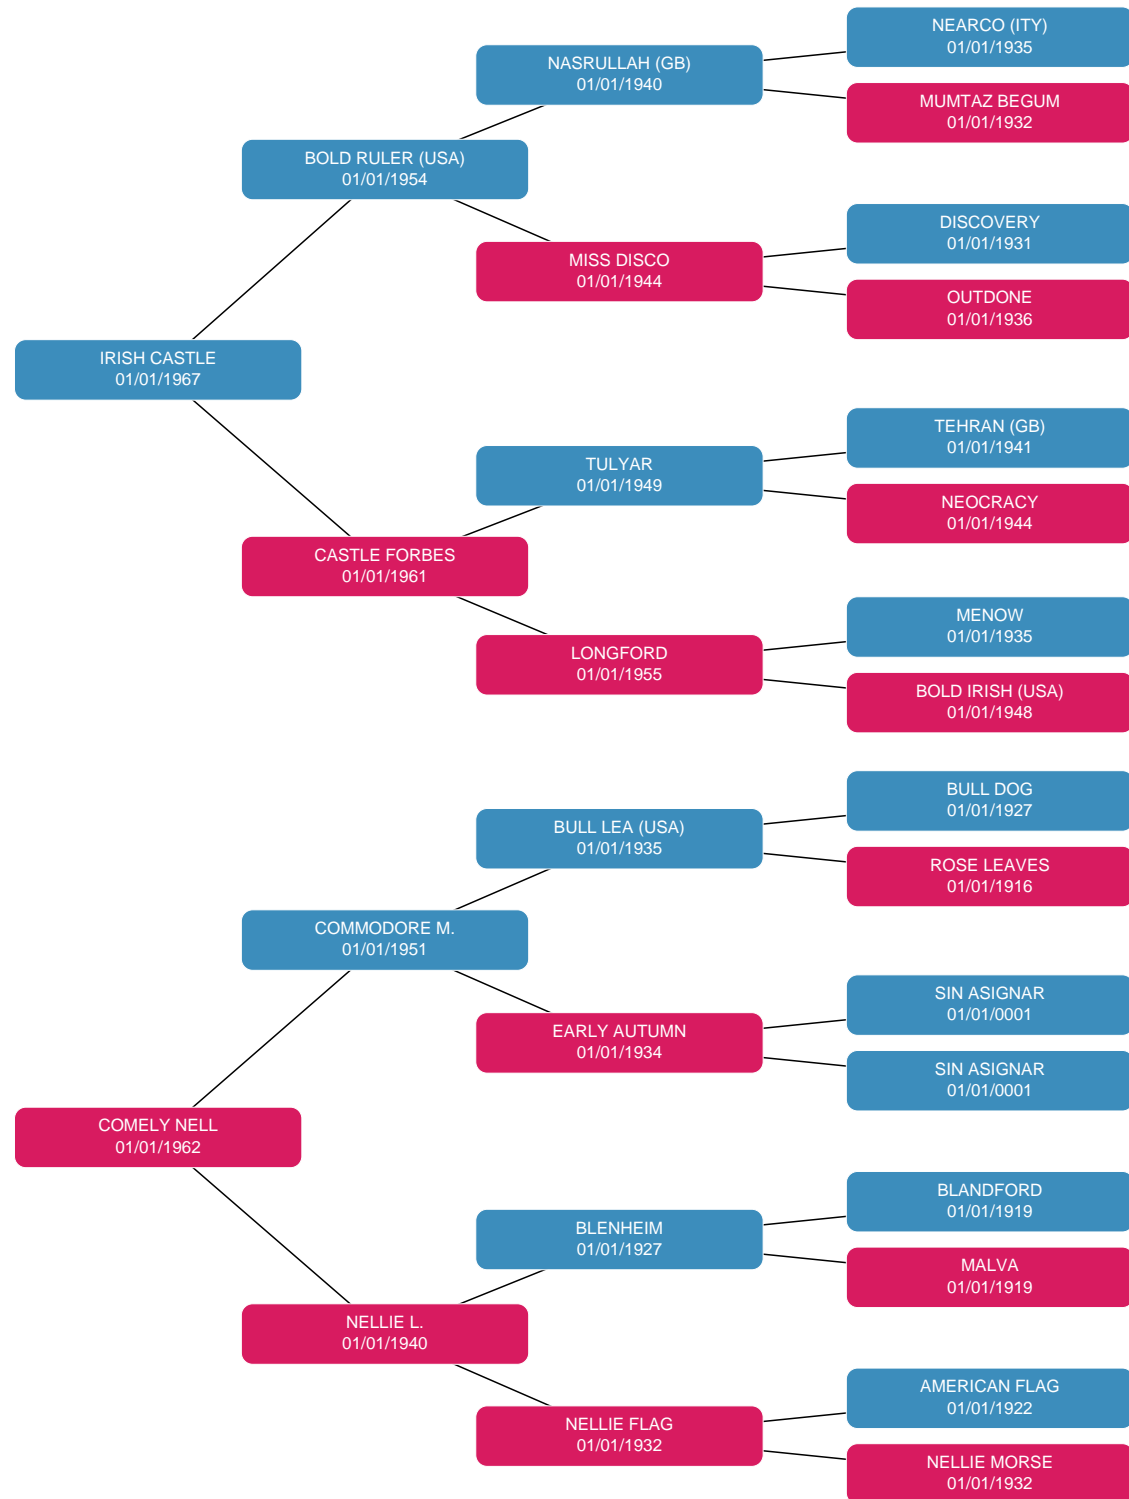 NEARCO (ITY)
01/01/1935
NASRULLAH (GB)
01/01/1940
MUMTAZ BEGUM
01/01/1932
BOLD RULER (USA)
01/01/1954
DISCOVERY
01/01/1931
MISS DISCO
01/01/1944
OUTDONE
01/01/1936
IRISH CASTLE
01/01/1967
TEHRAN (GB)
01/01/1941
TULYAR
01/01/1949
NEOCRACY
01/01/1944
CASTLE FORBES
01/01/1961
MENOW
01/01/1935
LONGFORD
01/01/1955
BOLD IRISH (USA)
01/01/1948
BULL DOG
01/01/1927
BULL LEA (USA)
01/01/1935
ROSE LEAVES
01/01/1916
COMMODORE M.
01/01/1951
SIN ASIGNAR
01/01/0001
EARLY AUTUMN
01/01/1934
SIN ASIGNAR
01/01/0001
COMELY NELL
01/01/1962
BLANDFORD
01/01/1919
BLENHEIM
01/01/1927
MALVA
01/01/1919
NELLIE L.
01/01/1940
AMERICAN FLAG
01/01/1922
NELLIE FLAG
01/01/1932
NELLIE MORSE
01/01/1932